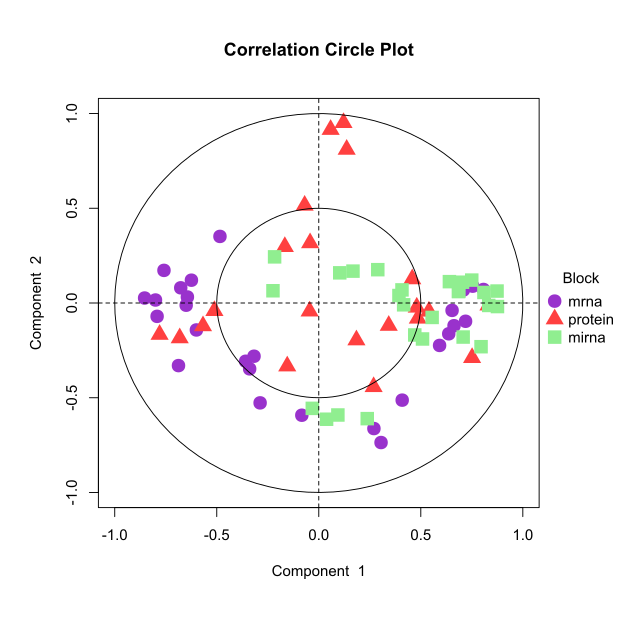 Correlation Circle Plot
Component 2
1.0
0.5
0.0
-0.5
-1.0
-1.0
-0.5
0.0
0.5
1.0
Component 1
Block
mrna
protein
mirna